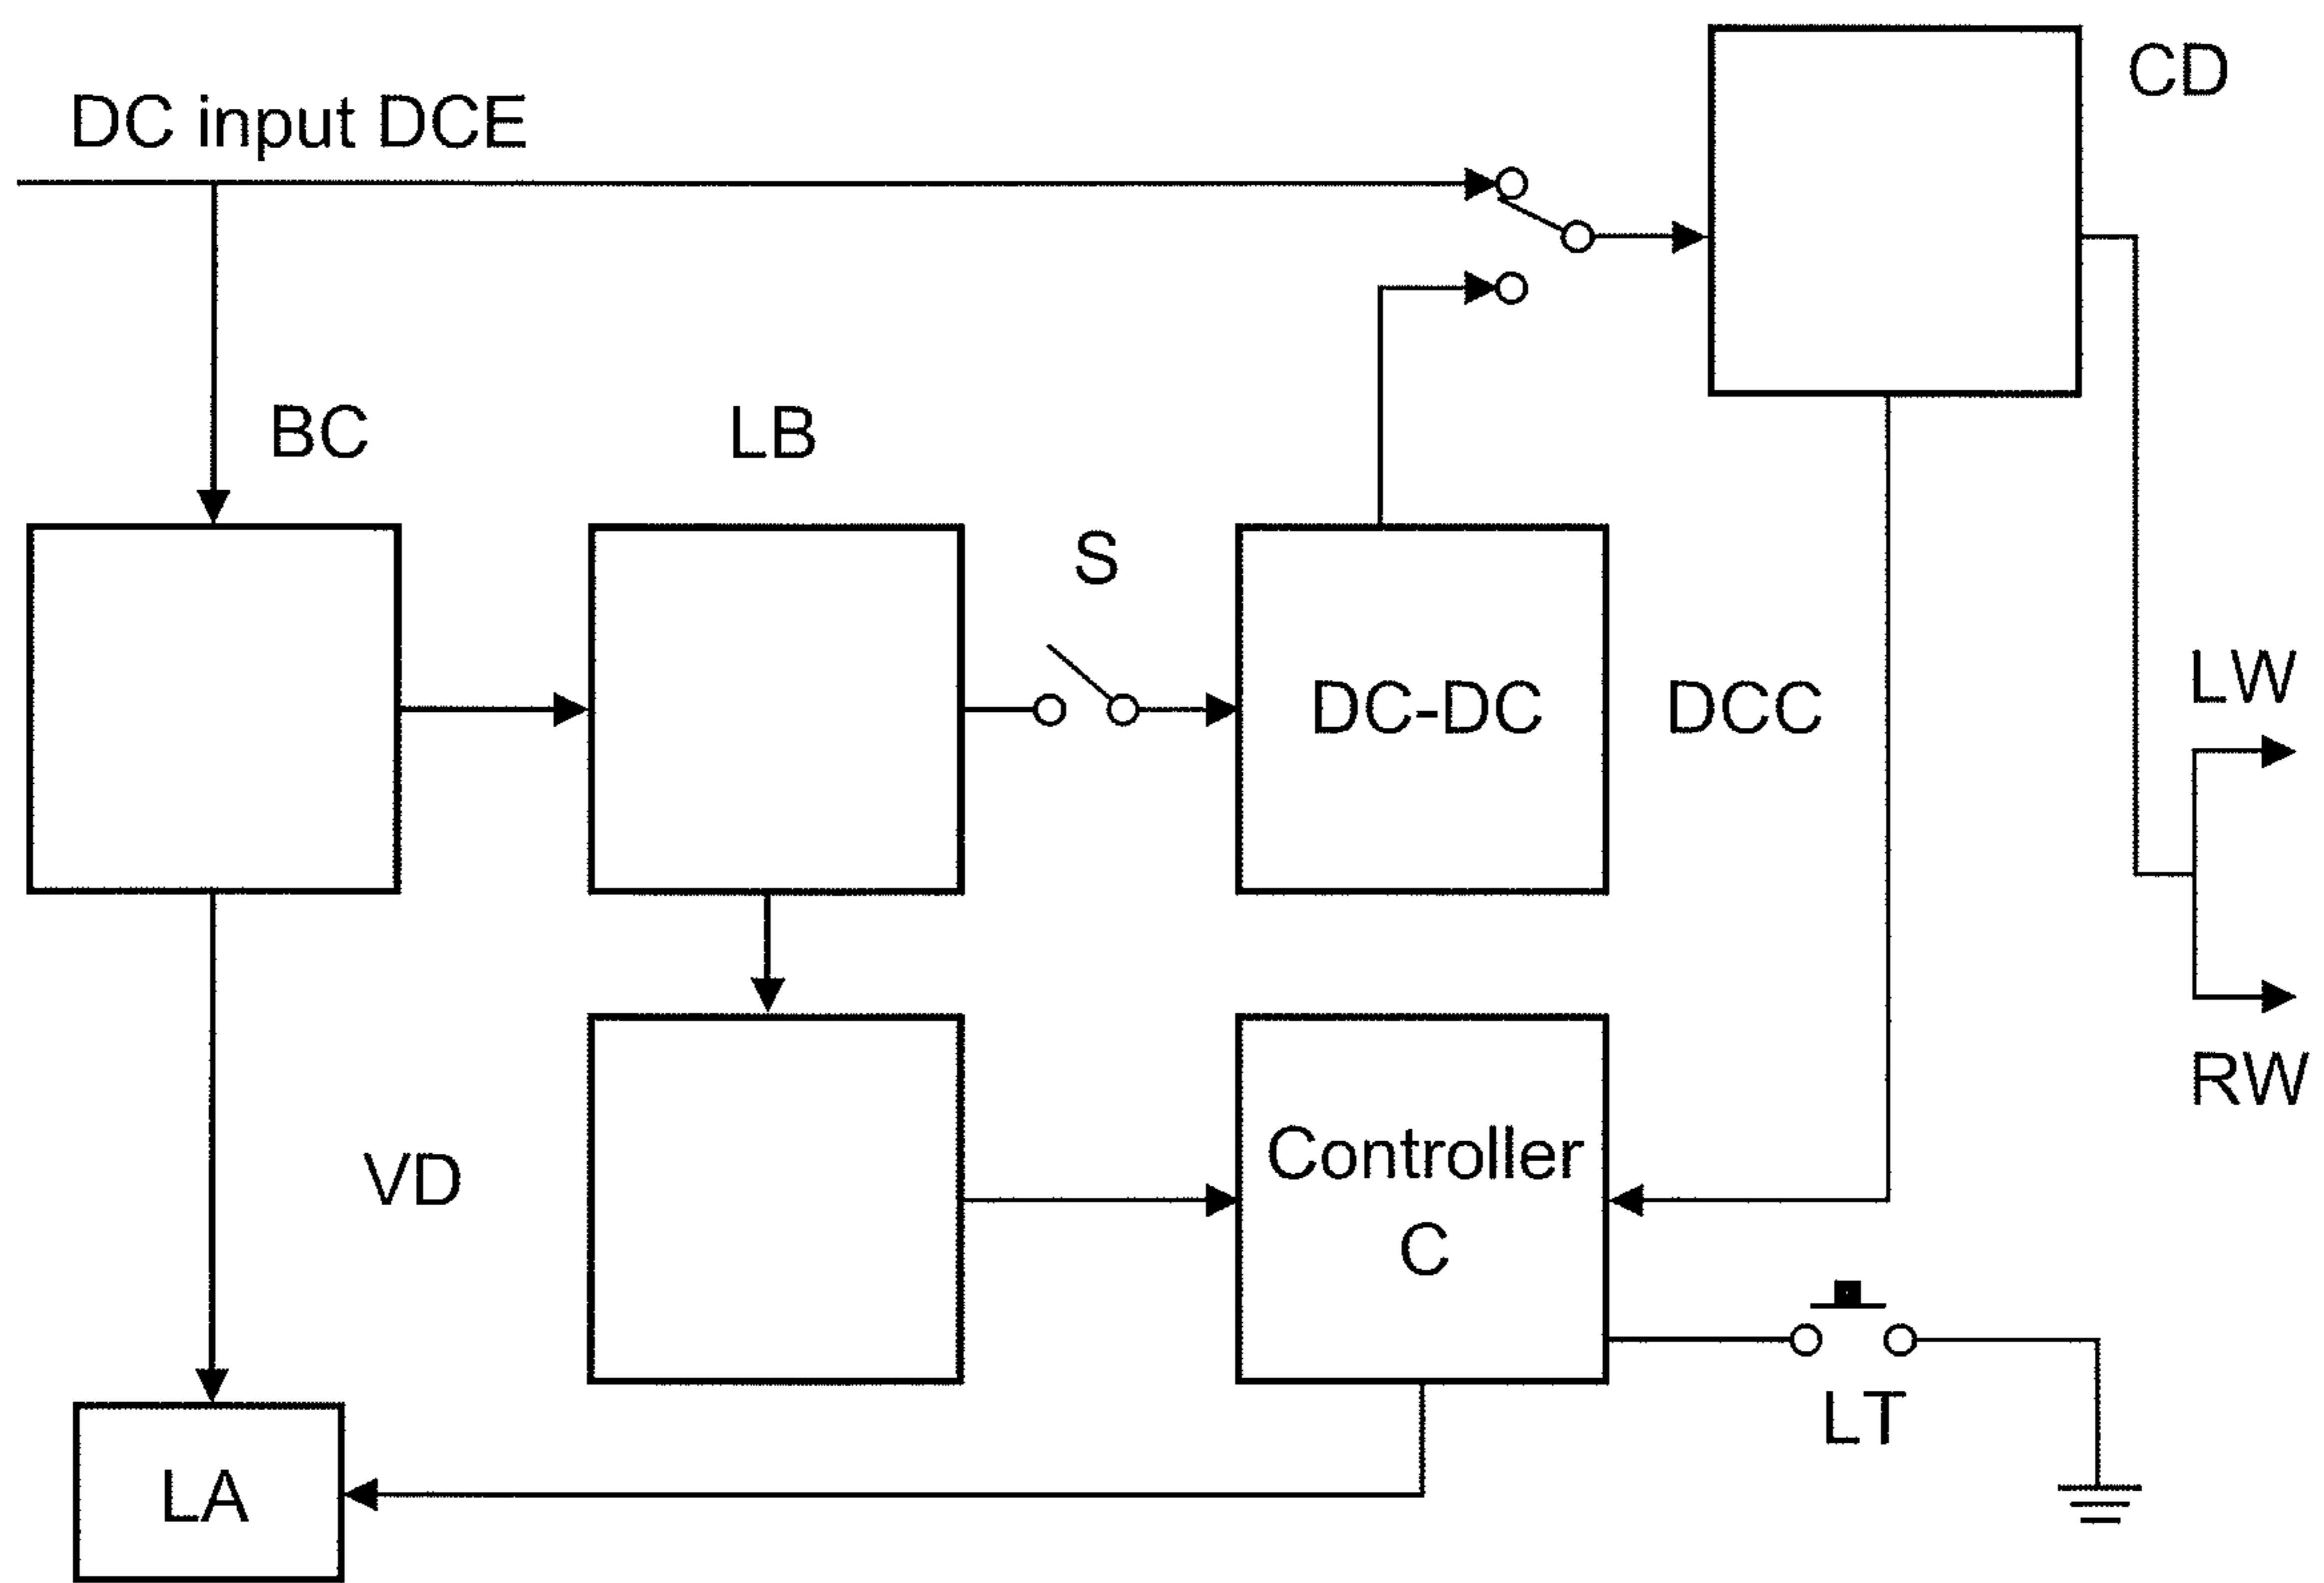 CD
DC input DCE
BC
LB
S
DC-DC
DCC
LW
RW
VD
Controller
C
LT
LA